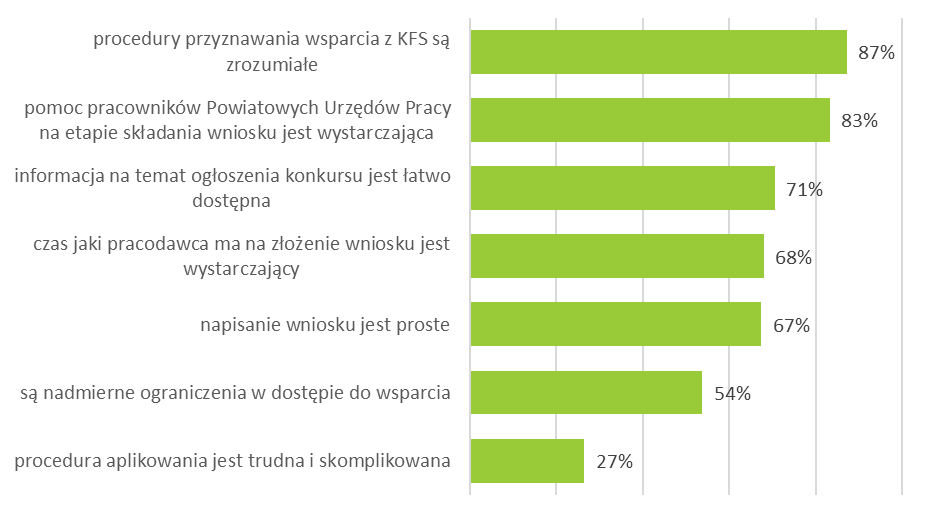 procedury przyznawania wsparcia z KFS są
zrozumiałe
87%
pomoc pracowników Powiatowych Urzędów Pracy
na etapie składania wniosku jest wystarczająca
83%
informacja na temat ogłoszenia konkursu jest łatwo
dostępna
71%
czas jaki pracodawca ma na złożenie wniosku jest
wystarczający
68%
napisanie wniosku jest proste
67%
są nadmierne ograniczenia w dostępie do wsparcia
54%
procedura aplikowania jest trudna i skomplikowana
27%